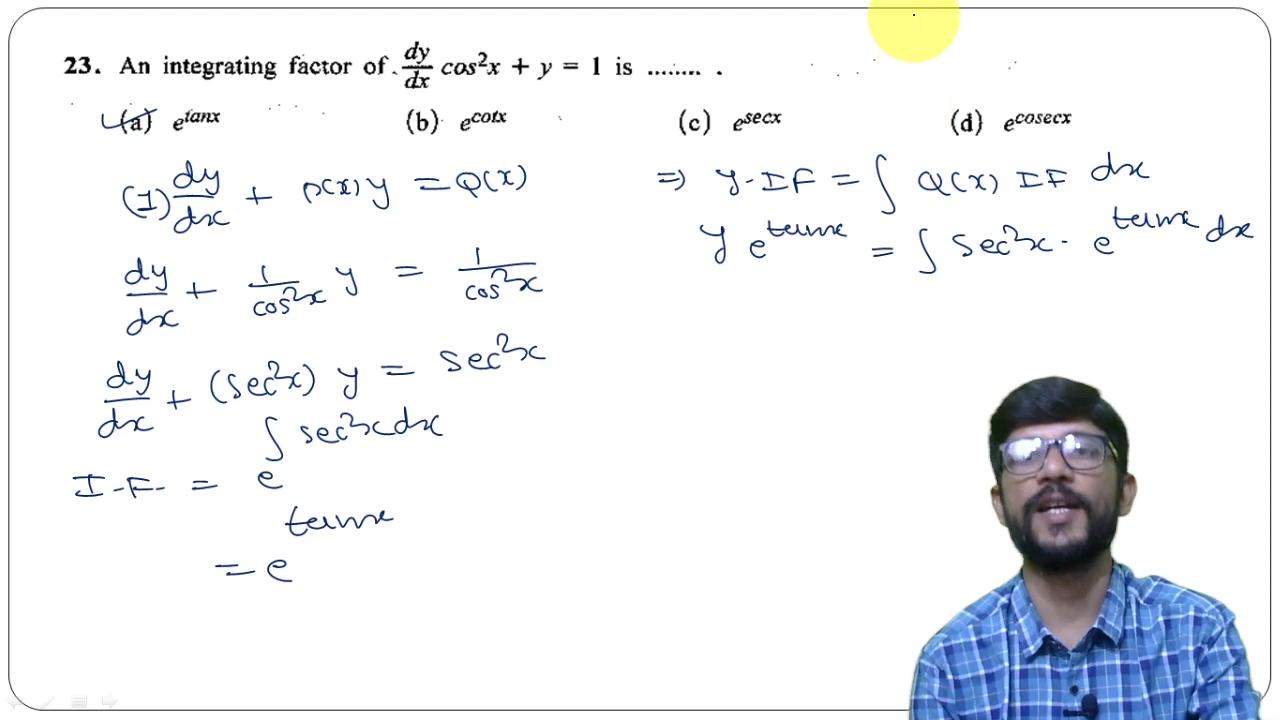 23. An integrating factor of dy/dx cos²x + y = 1 is ........ .
(a) e^tanx (b) e^cotx (c) e^secx (d) e^cosecx
(1) dy/dx + P(x) y = Q(x)
dy/dx + 1/cos²x y = 1/cos²x
dy/dx + (sec²x) y = sec²x
I.F. = e^∫ sec²x dx
= e^tanx
⇒ y·IF = ∫ Q(x) IF dx
y e^tanx = ∫ sec²x · e^tanx dx